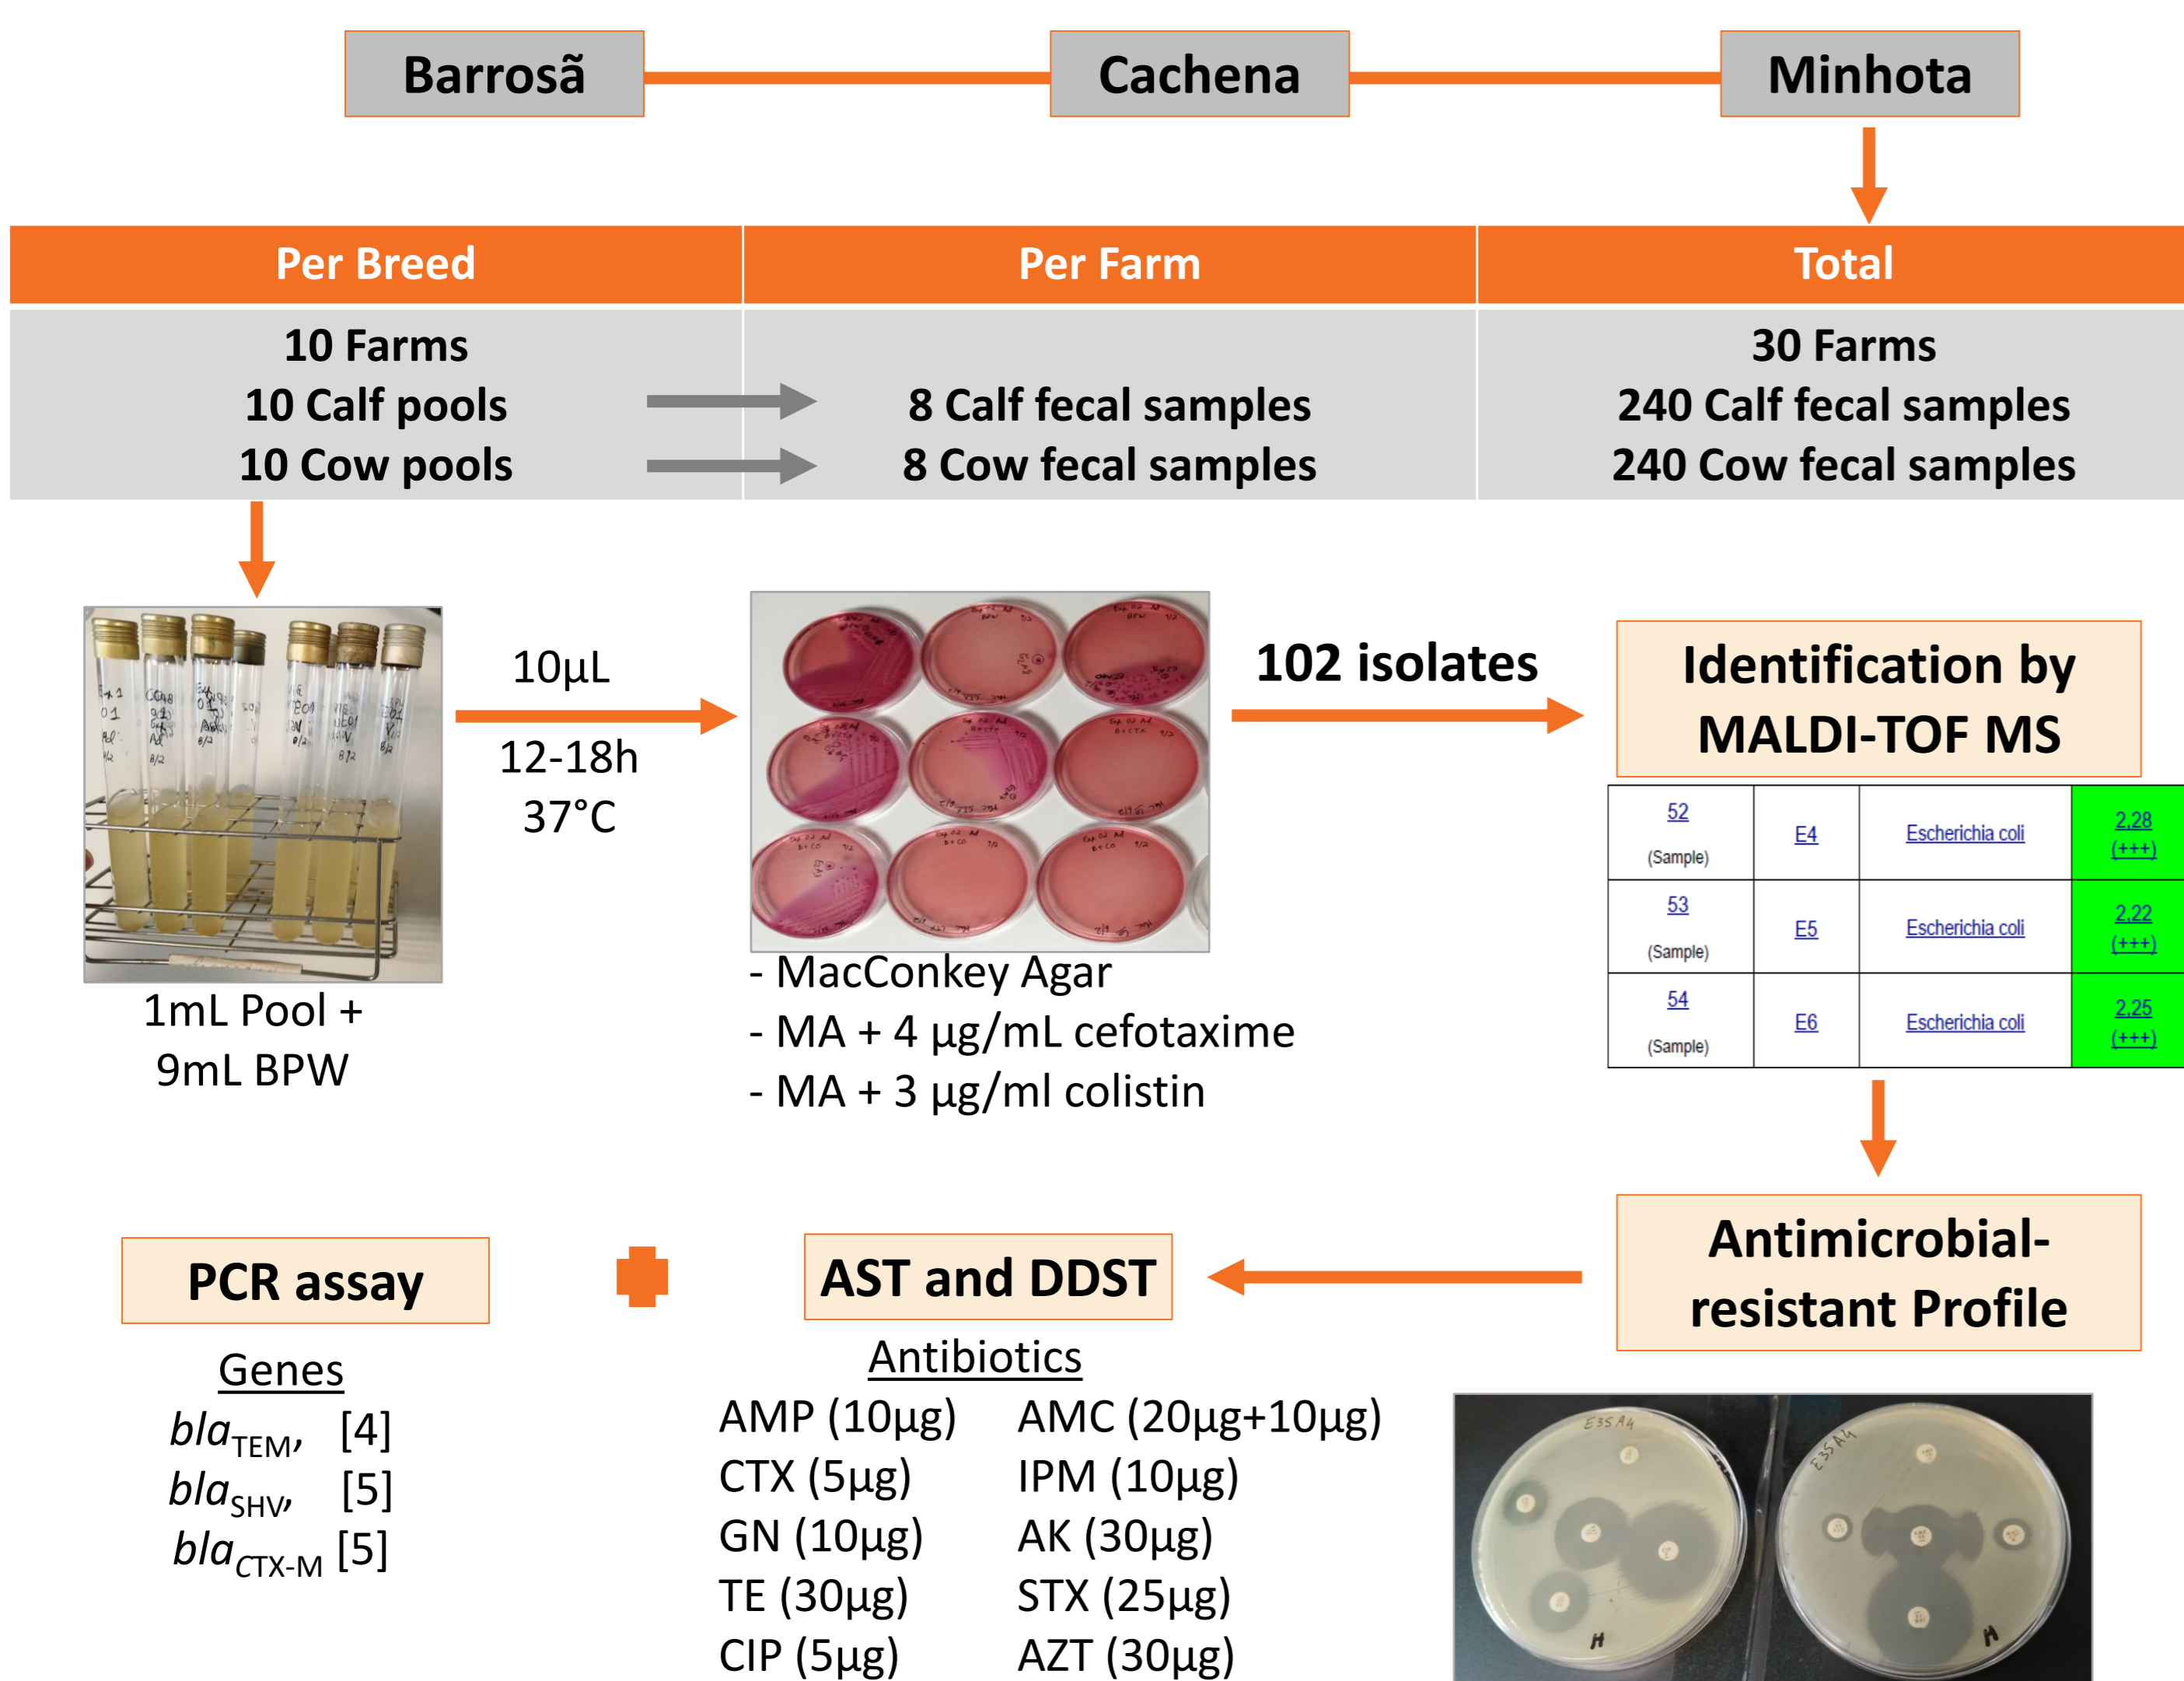 Barrosã
Cachena
Minhota
Per Breed
Per Farm
Total
10 Farms
30 Farms
10 Calf pools
8 Calf fecal samples
240 Calf fecal samples
10 Cow pools
8 Cow fecal samples
240 Cow fecal samples
1mL Pool +
9mL BPW
10µL
12-18h
37°C
- MacConkey Agar
- MA + 4 µg/mL cefotaxime
- MA + 3 µg/ml colistin
102 isolates
Identification by
MALDI-TOF MS
52
(Sample)
E4
Escherichia coli
2,28
(+++)
53
(Sample)
E5
Escherichia coli
2,22
(+++)
54
(Sample)
E6
Escherichia coli
2,25
(+++)
Antimicrobial-
resistant Profile
E35A4
H
E35A4
H
AST and DDST
Antibiotics
AMP (10µg) AMC (20µg+10µg)
CTX (5µg) IPM (10µg)
GN (10µg) AK (30µg)
TE (30µg) STX (25µg)
CIP (5µg) AZT (30µg)
PCR assay
Genes
blaTEM, [4]
blaSHV, [5]
blaCTX-M [5]